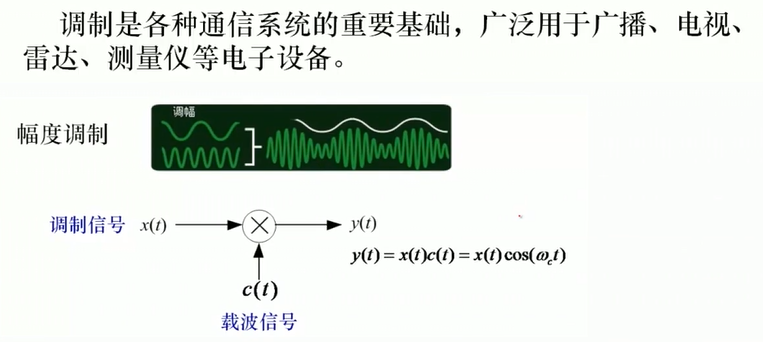 调制是各种通信系统的重要基础，广泛用于广播、电视、
雷达、测量仪等电子设备。
调幅
幅度调制
调制信号 x(t) y(t)
y(t) = x(t)c(t) = x(t)cos(ω_c t)
c(t)
载波信号